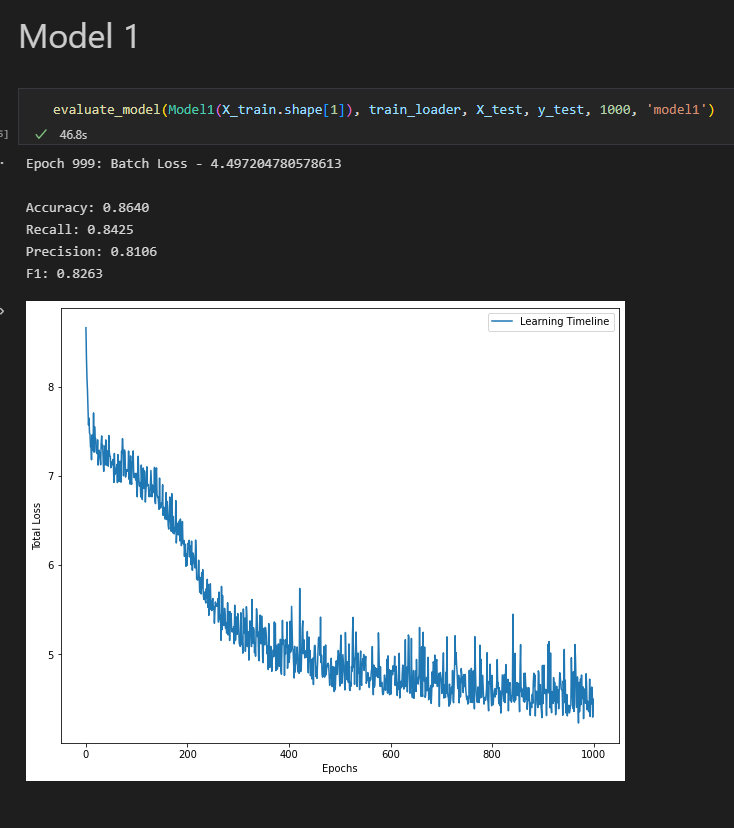 Model 1
evaluate_model(Model1(X_train.shape[1]), train_loader, X_test, y_test, 1000, 'model1')
46.8s
Epoch 999: Batch Loss - 4.497204780578613
Accuracy: 0.8640
Recall: 0.8425
Precision: 0.8106
F1: 0.8263
Learning Timeline
8
7
6
5
Total Loss
0 200 400 600 800 1000
Epochs